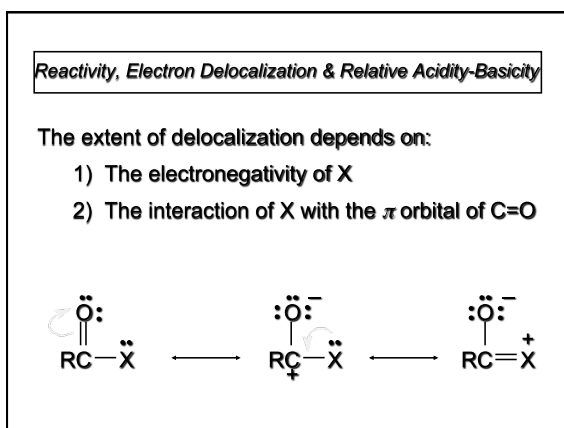 Reactivity, Electron Delocalization & Relative Acidity-Basicity
The extent of delocalization depends on:
1) The electronegativity of X
2) The interaction of X with the π orbital of C=O
O: :O:– :O:–
RC—X RC—X RC=X
+ +